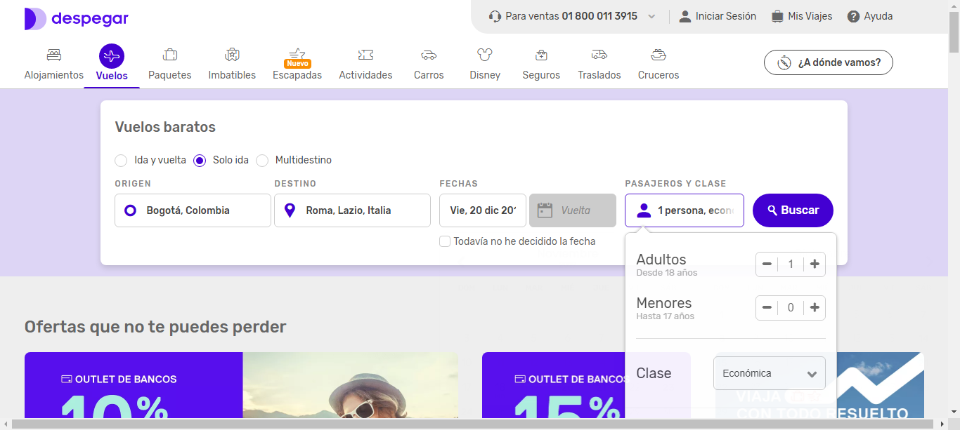 despegar
Para ventas 01 800 011 3915
Iniciar Sesión
Mis Viajes
Ayuda
Alojamientos
Vuelos
Paquetes
Imbatibles
Nuevo
Escapadas
Actividades
Carros
Disney
Seguros
Traslados
Cruceros
¿A dónde vamos?
Vuelos baratos
Ida y vuelta
Solo ida
Multidestino
ORIGEN
DESTINO
FECHAS
PASAJEROS Y CLASE
Bogotá, Colombia
Roma, Lazio, Italia
Vie, 20 dic 201
Vuelta
1 persona, econ
Buscar
Todavía no he decidido la fecha
Adultos
Desde 18 años
1
Menores
Hasta 17 años
0
Clase
Económica
Ofertas que no te puedes perder
OUTLET DE BANCOS
10%
OUTLET DE BANCOS
15%
VIAJA
CON TODO RESUELTO